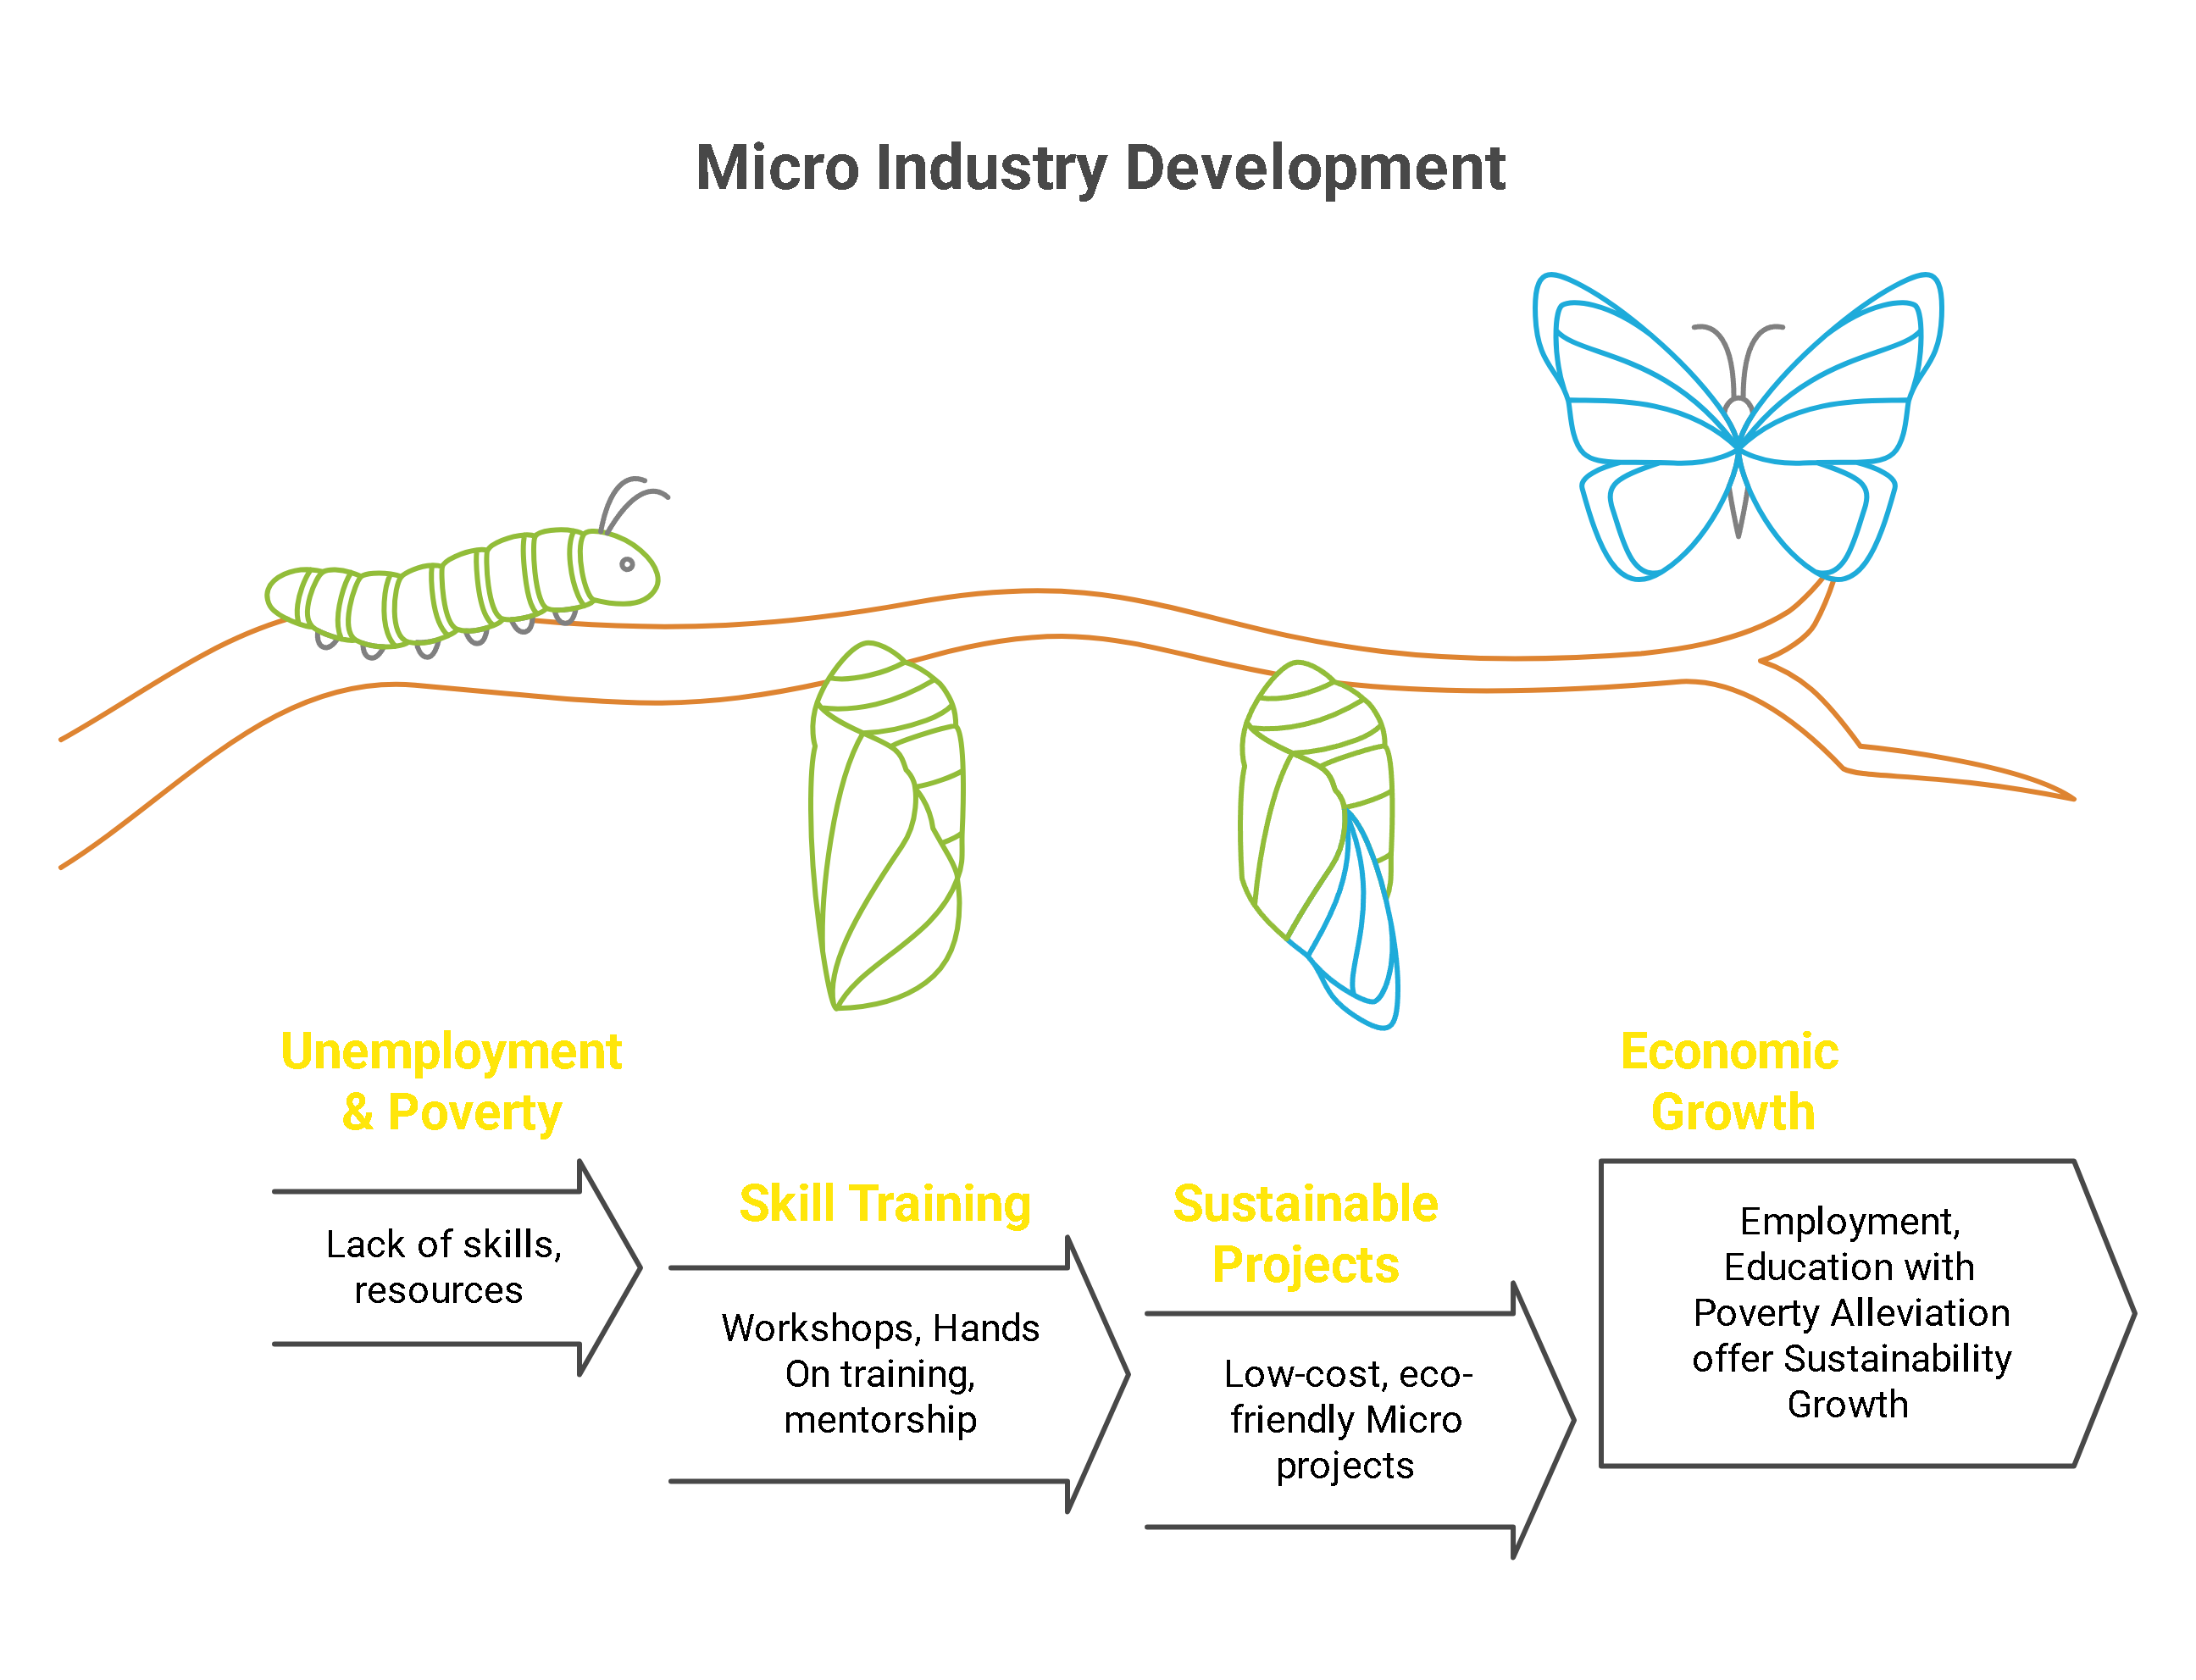 Micro Industry Development
Unemployment
& Poverty
Lack of skills,
resources
Skill Training
Workshops, Hands
On training,
mentorship
Sustainable
Projects
Low-cost, eco-
friendly Micro
projects
Economic
Growth
Employment,
Education with
Poverty Alleviation
offer Sustainability
Growth